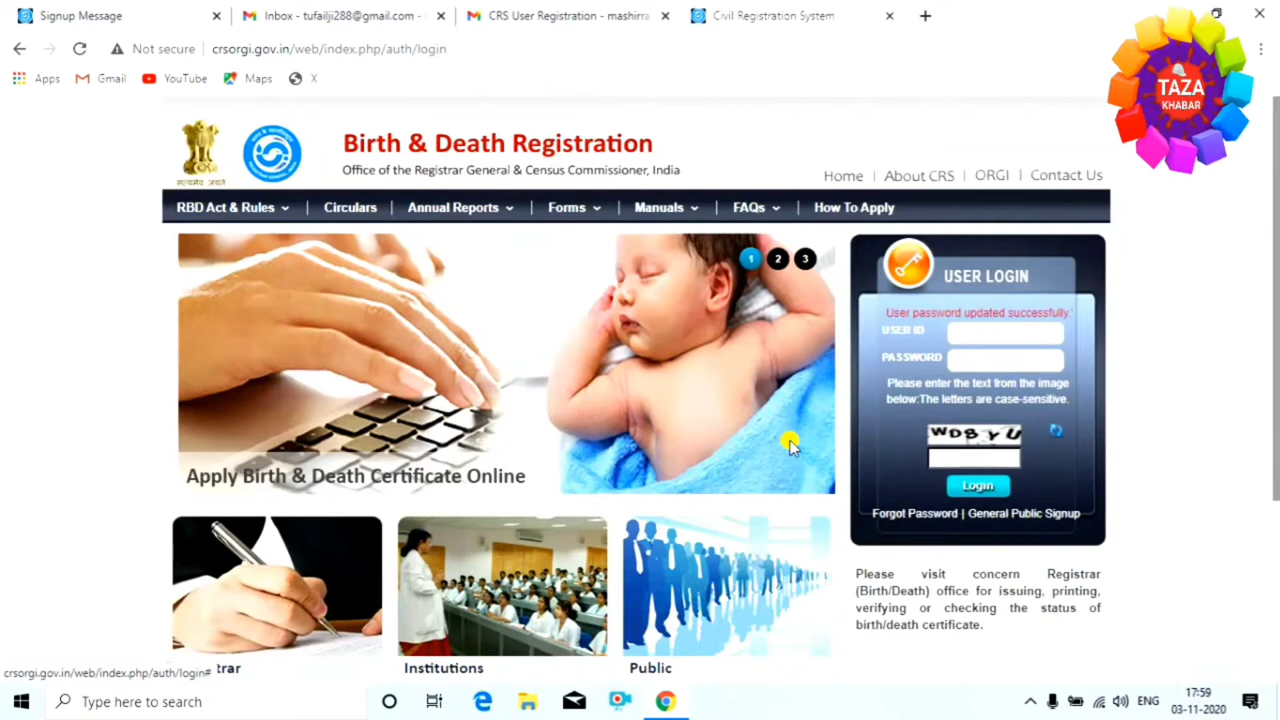 Signup Message
Inbox - tufailji288@gmail.com -
CRS User Registration - mashirra
Civil Registration System
Not secure
crsorgi.gov.in/web/index.php/auth/login
Apps
Gmail
YouTube
Maps
X
TAZA
KHABAR
सत्यमेव जयते
Birth & Death Registration
Office of the Registrar General & Census Commissioner, India
Home | About CRS | ORGI | Contact Us
RBD Act & Rules | Circulars | Annual Reports | Forms | Manuals | FAQs | How To Apply
1 2 3
Apply Birth & Death Certificate Online
USER LOGIN
User password updated successfully.'
USER ID
PASSWORD
Please enter the text from the image
below:The letters are case-sensitive.
WDBYU
Login
Forgot Password | General Public Signup
Please visit concern Registrar
(Birth/Death) office for issuing, printing,
verifying or checking the status of
birth/death certificate.
trar
Institutions
Public
crsorgi.gov.in/web/index.php/auth/login#
Type here to search
ENG
17:59
03-11-2020